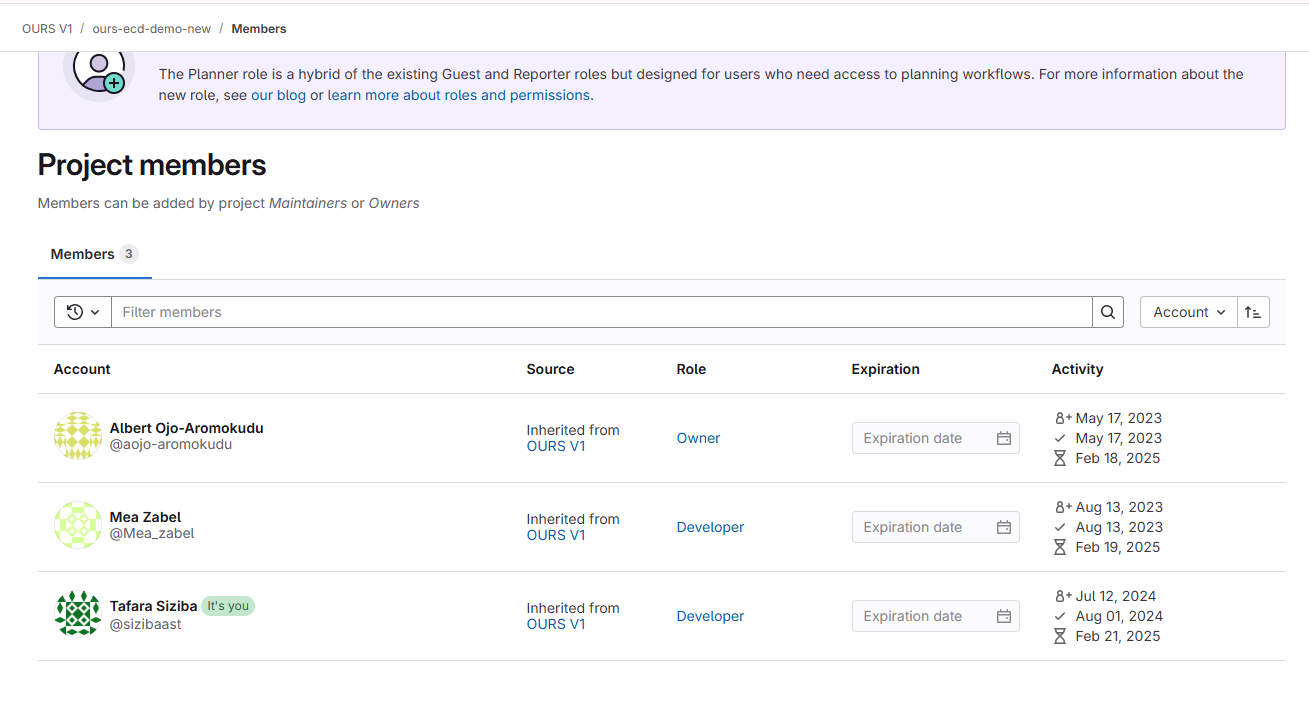 OURS V1 / ours-ecd-demo-new / Members
The Planner role is a hybrid of the existing Guest and Reporter roles but designed for users who need access to planning workflows. For more information about the
new role, see our blog or learn more about roles and permissions.
Project members
Members can be added by project Maintainers or Owners
Members 3
Filter members
Account
Account Source Role Expiration Activity
Albert Ojo-Aromokudu
@aojo-aromokudu
Inherited from
OURS V1
Owner
Expiration date
May 17, 2023
May 17, 2023
Feb 18, 2025
Mea Zabel
@Mea_zabel
Inherited from
OURS V1
Developer
Expiration date
Aug 13, 2023
Aug 13, 2023
Feb 19, 2025
Tafara Siziba It's you
@sizibaast
Inherited from
OURS V1
Developer
Expiration date
Jul 12, 2024
Aug 01, 2024
Feb 21, 2025